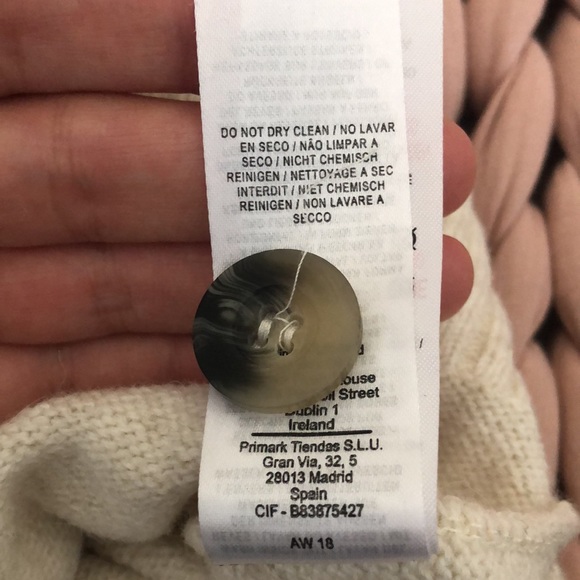 DO NOT DRY CLEAN / NO LAVAR
EN SECO / NÃO LIMPAR A
SECO / NICHT CHEMISCH
REINIGEN / NETTOYAGE A SEC
INTERDIT / NIET CHEMISCH
REINIGEN / NON LAVARE A
SECCO
Street
Dublin 1
Ireland
Primark Tiendas S.L.U.
Gran Via, 32, 5
28013 Madrid
Spain
CIF - B83875427
AW 18